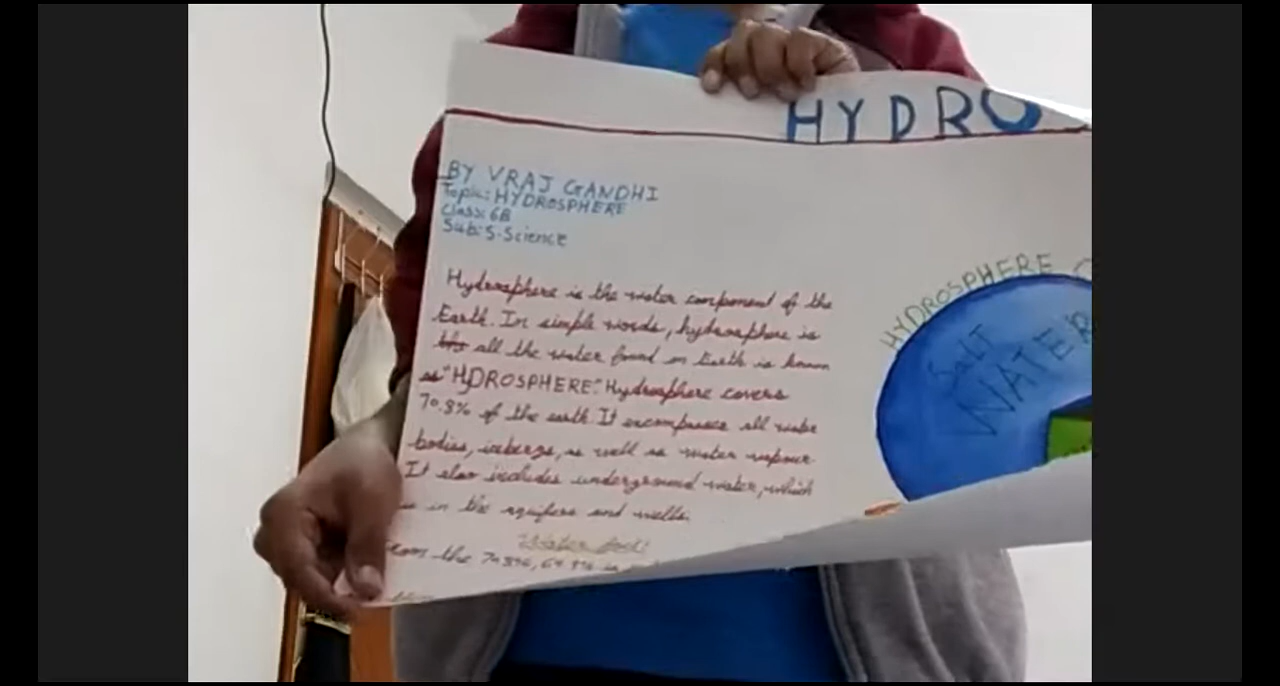 HYDRO
BY VRAJ GANDHI
Topic: HYDROSPHERE
Class: 6B
Sub: S.Science
Hydrosphere is the water component of the
Earth. In simple words, hydrosphere is
all the water found on Earth is known
as "HYDROSPHERE". Hydrosphere covers
70.8% of the earth. It encompasses all water
bodies, icebergs, as well as water vapour.
It also includes underground water, which
is in the aquifers and wells.
Water
the
HYDROSPHERE
SALT
WATER